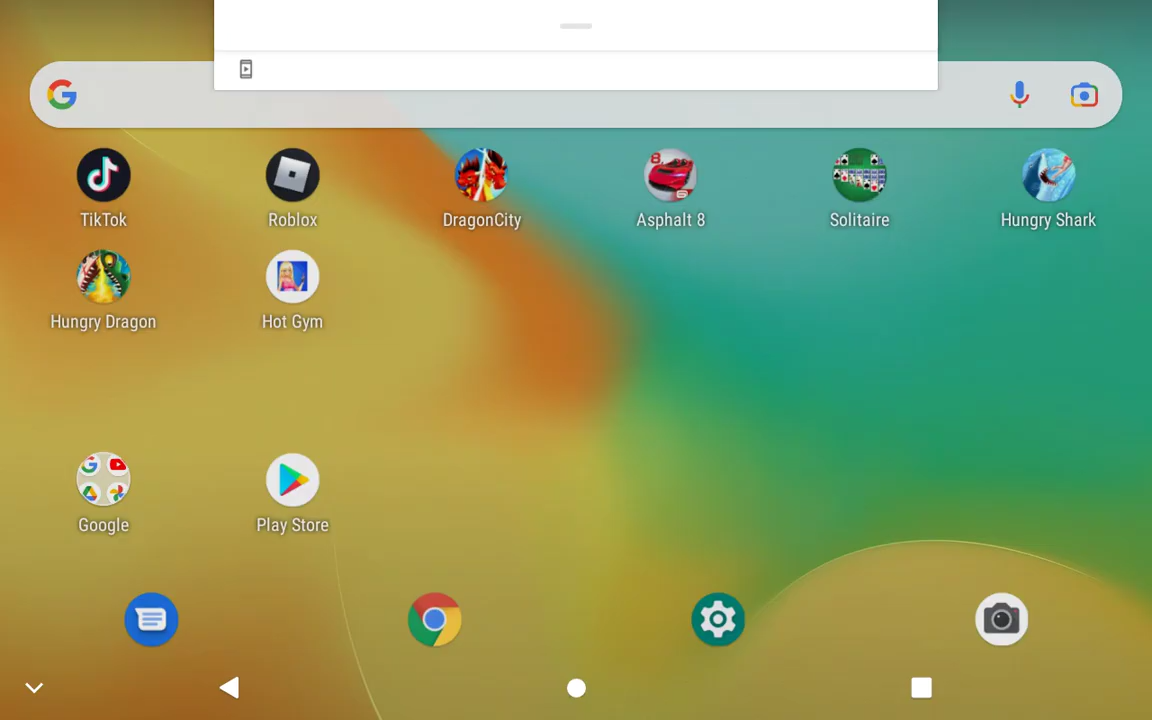 TikTok
Roblox
DragonCity
Asphalt 8
Solitaire
Hungry Shark
Hungry Dragon
Hot Gym
Google
Play Store